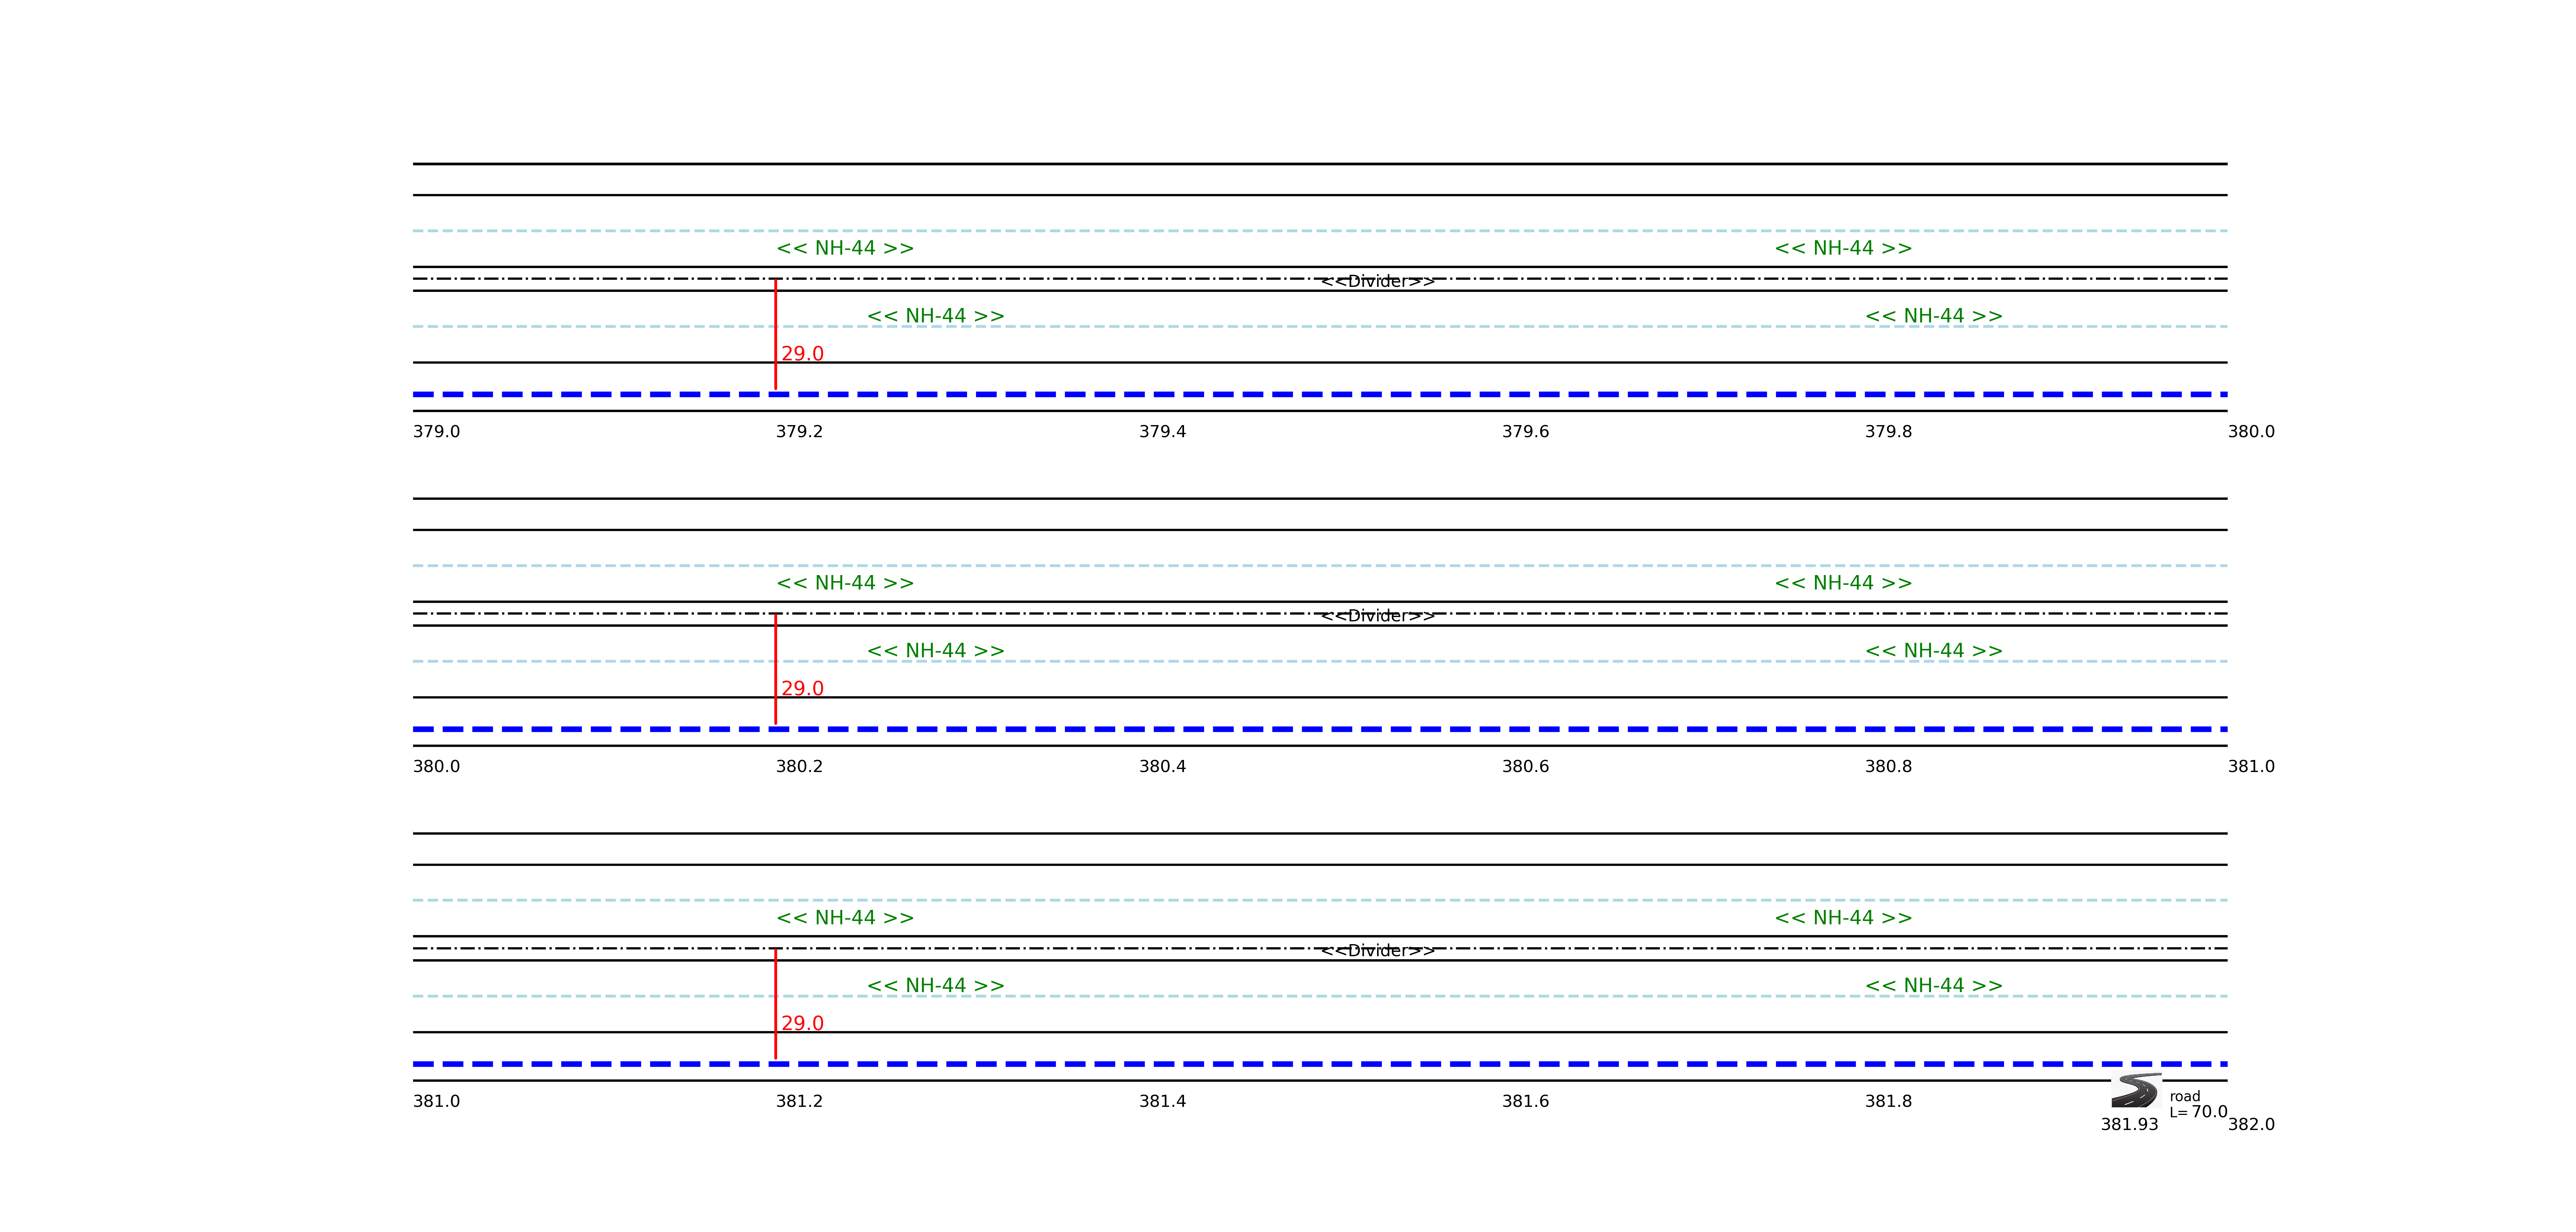 << NH-44 >> << NH-44 >>
<<Divider>>
<< NH-44 >> << NH-44 >>
29.0
379.0 379.2 379.4 379.6 379.8 380.0
<< NH-44 >> << NH-44 >>
<<Divider>>
<< NH-44 >> << NH-44 >>
29.0
380.0 380.2 380.4 380.6 380.8 381.0
<< NH-44 >> << NH-44 >>
<<Divider>>
<< NH-44 >> << NH-44 >>
29.0
381.0 381.2 381.4 381.6 381.8 road
L= 70.0
381.93 382.0